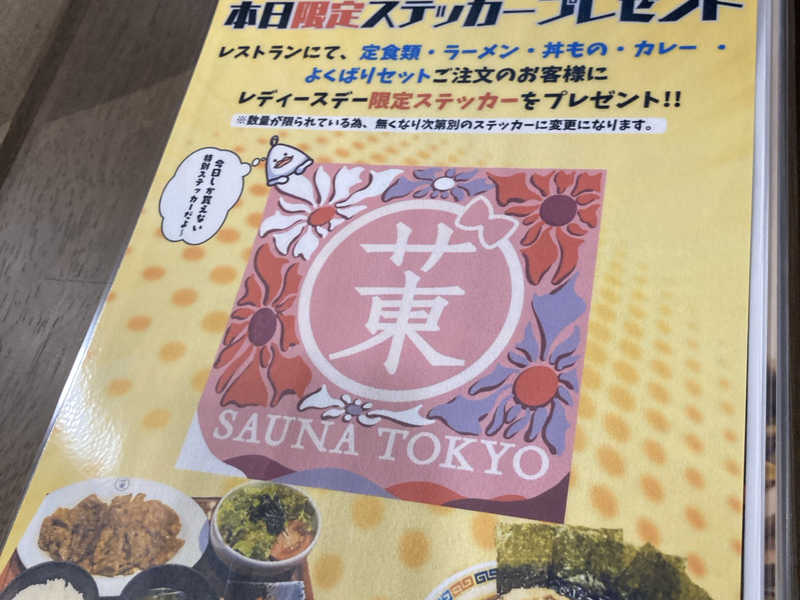 本日限定ステッカープレゼント
レストランにて、定食類・ラーメン・丼もの・カレー・
よくばりセットご注文のお客様に
レディースデー限定ステッカーをプレゼント!!
※数量が限られている為、無くなり次第別のステッカーに変更になります。
今日しか貰えない
特別ステッカーだよ～
サ東
SAUNA TOKYO